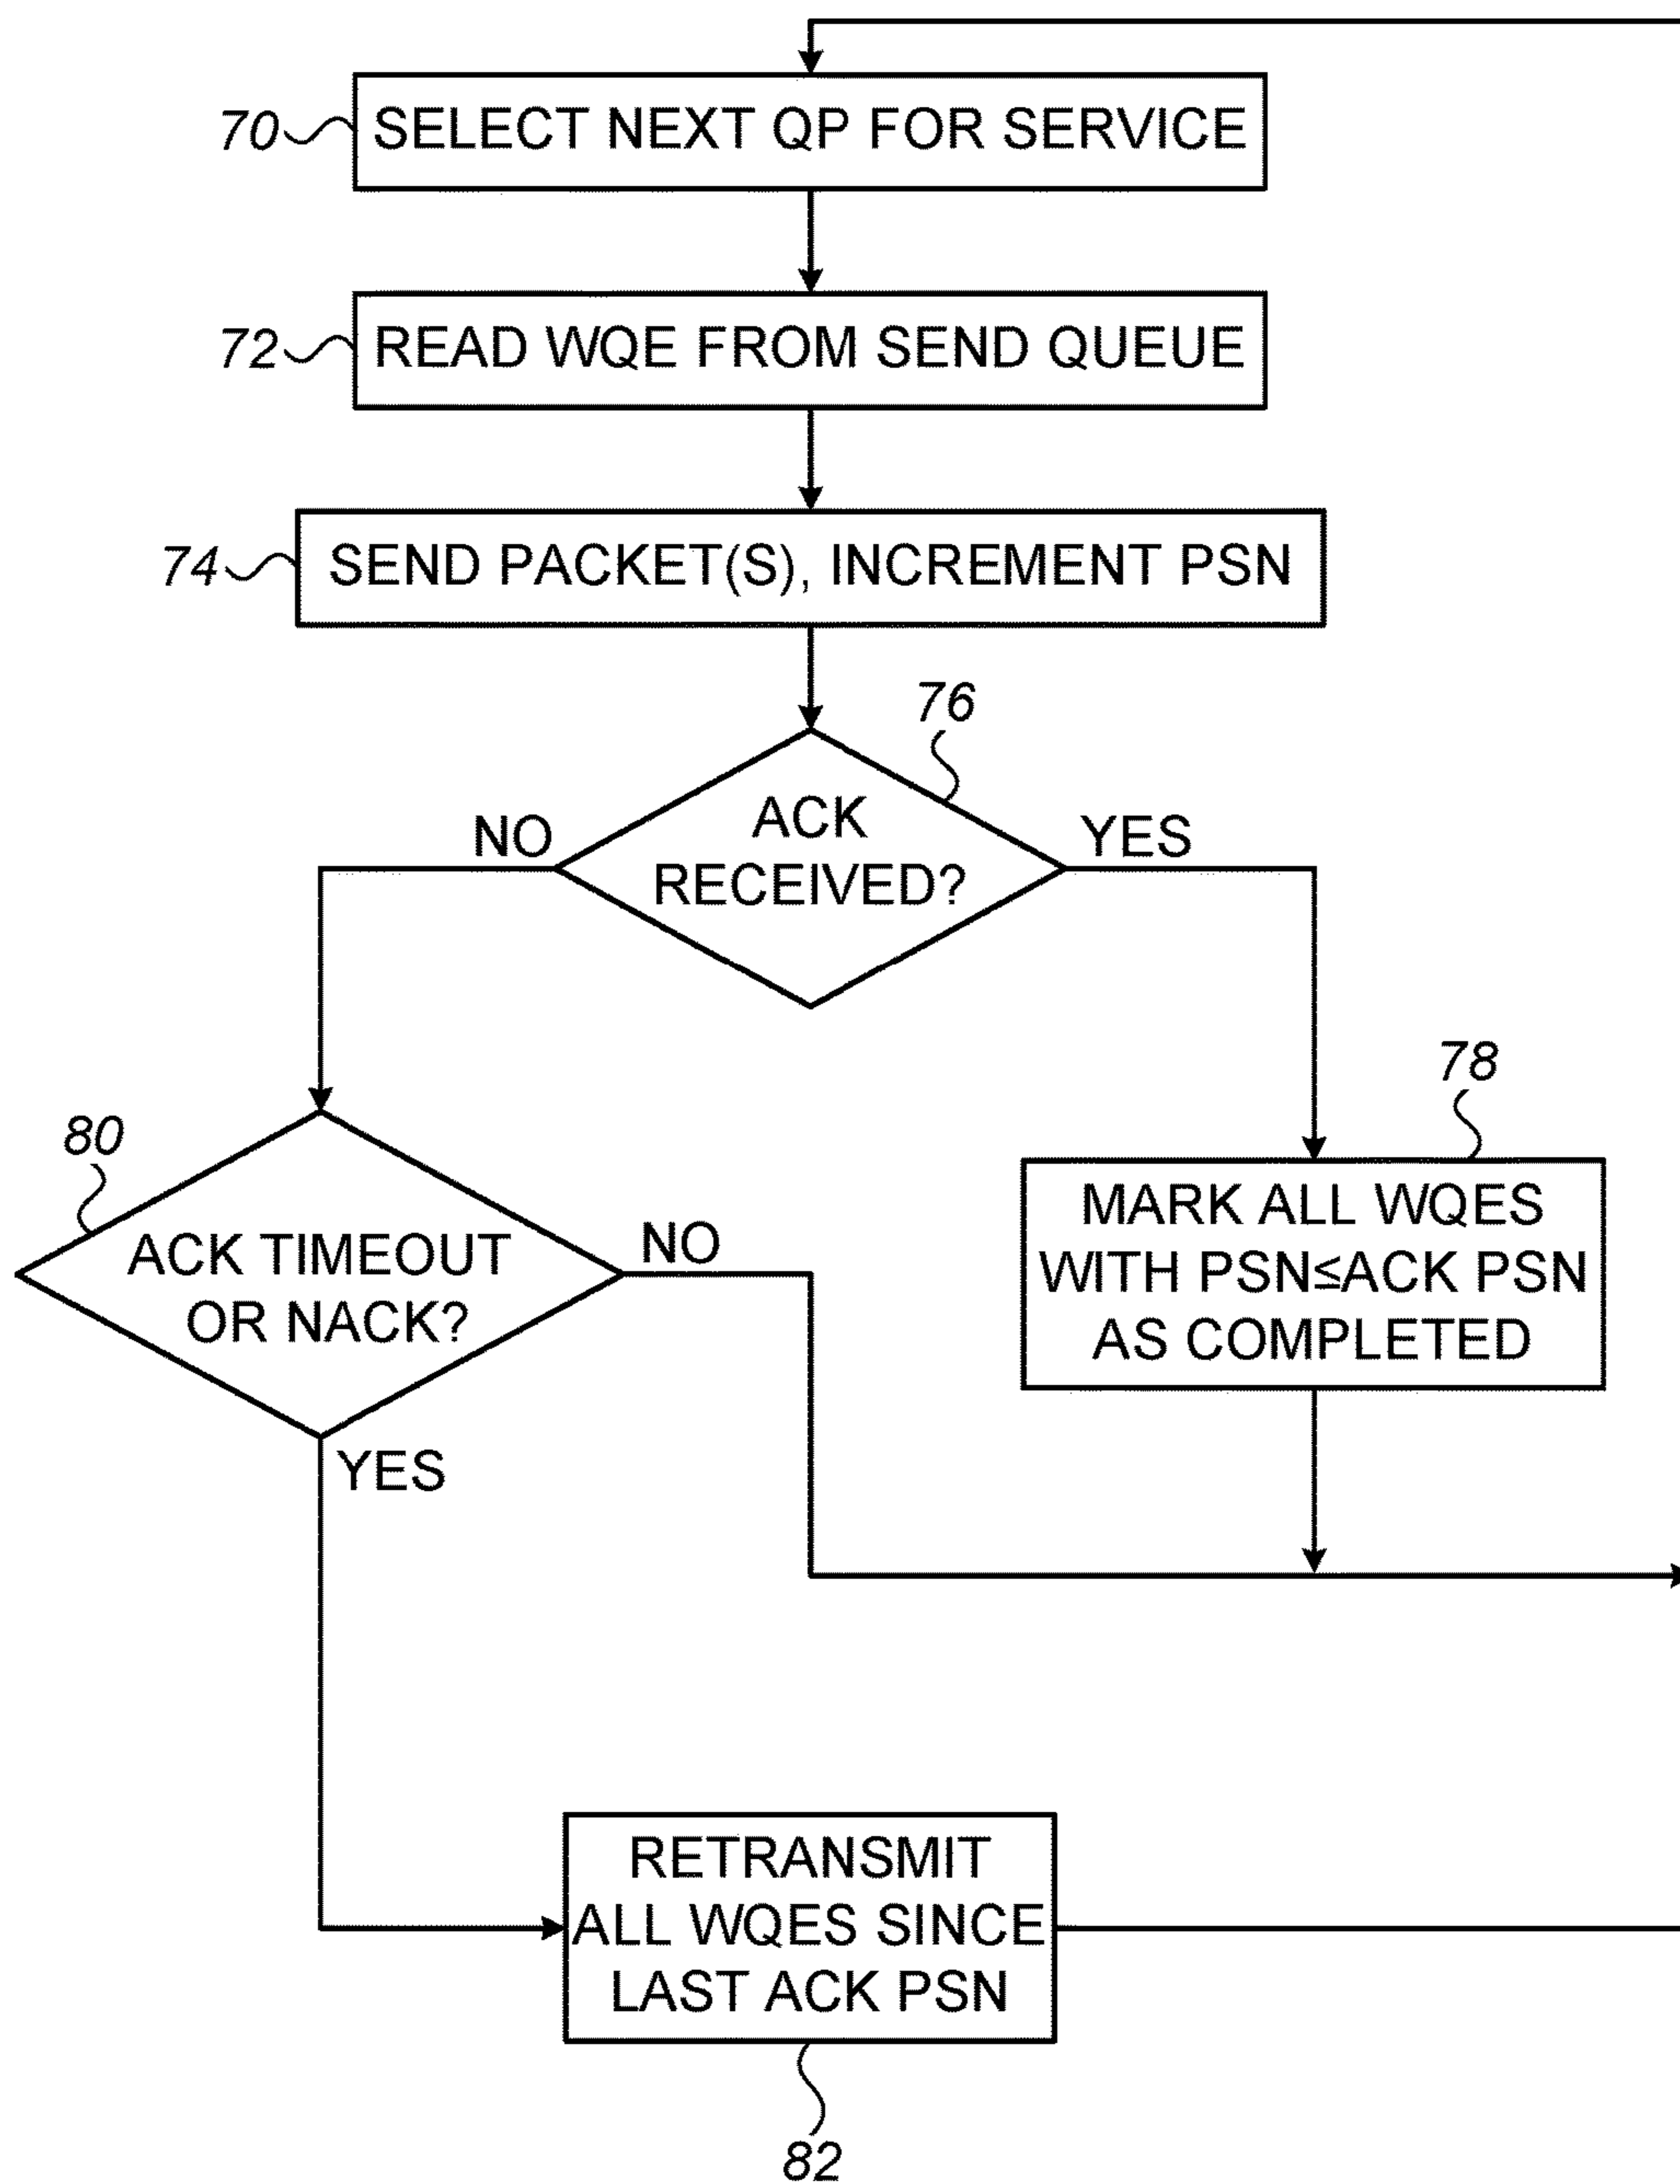 70
SELECT NEXT QP FOR SERVICE
72
READ WQE FROM SEND QUEUE
74
SEND PACKET(S), INCREMENT PSN
76
ACK
RECEIVED?
NO
YES
78
MARK ALL WQES
WITH PSN≤ACK PSN
AS COMPLETED
80
ACK TIMEOUT
OR NACK?
NO
YES
RETRANSMIT
ALL WQES SINCE
LAST ACK PSN
82